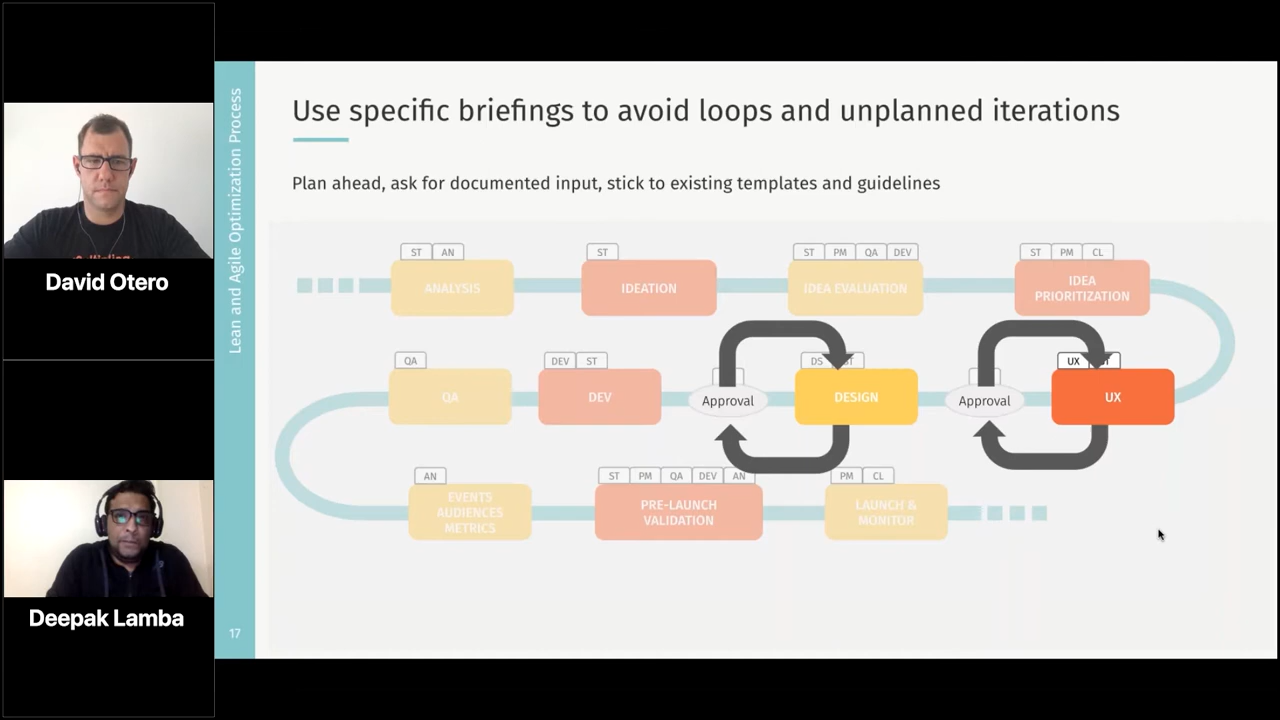 David Otero
Deepak Lamba
Lean and Agile Optimization Process
17
Use specific briefings to avoid loops and unplanned iterations
Plan ahead, ask for documented input, stick to existing templates and guidelines
ST AN
ANALYSIS
ST
IDEATION
ST PM QA DEV
IDEA EVALUATION
ST PM CL
IDEA
PRIORITIZATION
QA
QA
DEV ST
DEV
Approval
DS
DESIGN
Approval
UX
UX
AN
EVENTS
AUDIENCES
METRICS
ST PM QA DEV AN
PRE-LAUNCH
VALIDATION
PM CL
LAUNCH &
MONITOR